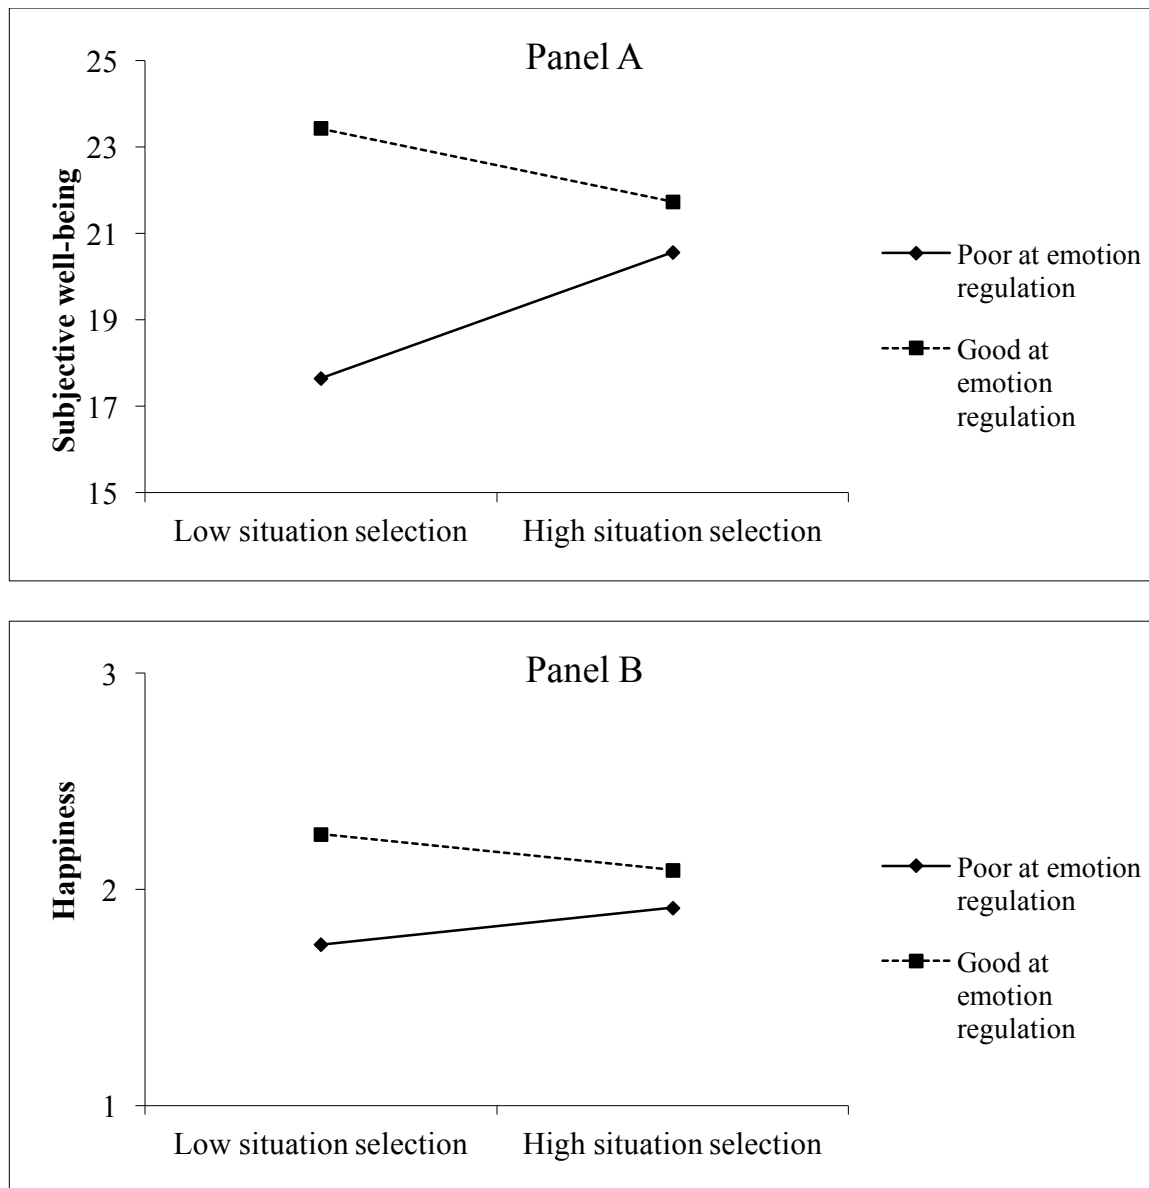 Panel A
Subjective well-being
25
23
21
19
17
15
Low situation selection
High situation selection
Poor at emotion
regulation
Good at
emotion
regulation
Panel B
Happiness
3
2
1
Low situation selection
High situation selection
Poor at emotion
regulation
Good at
emotion
regulation